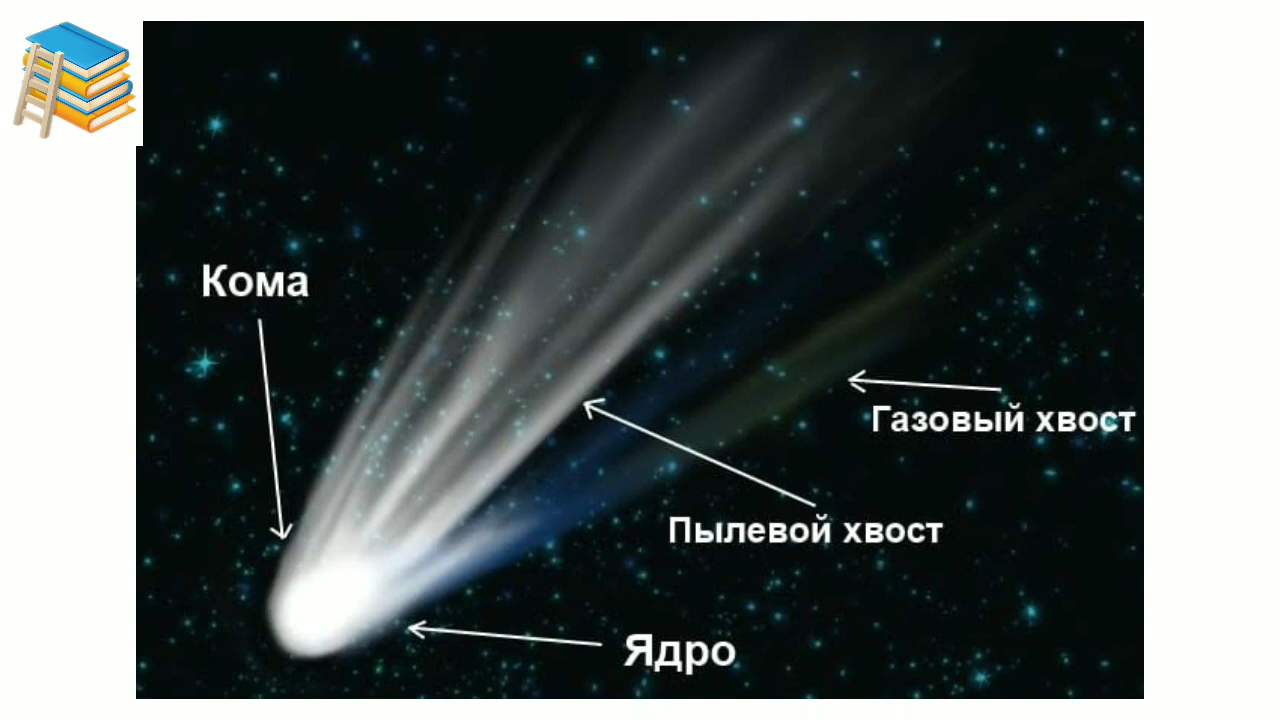 Кома
Газовый хвост
Пылевой хвост
Ядро